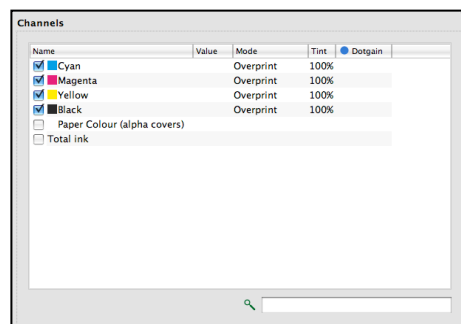 Channels
Name Value Mode Tint Dotgain
Cyan Overprint 100%
Magenta Overprint 100%
Yellow Overprint 100%
Black Overprint 100%
Paper Colour (alpha covers)
Total ink